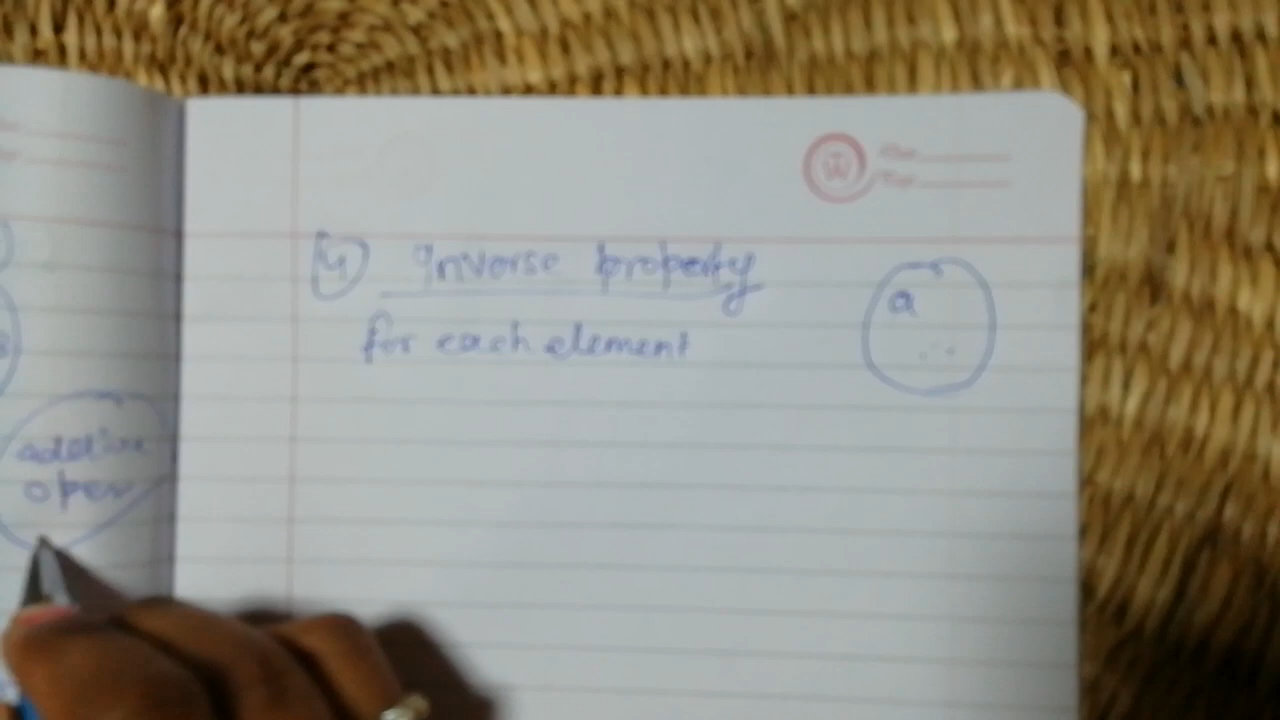 4) Inverse property
for each element
a
additive
oper